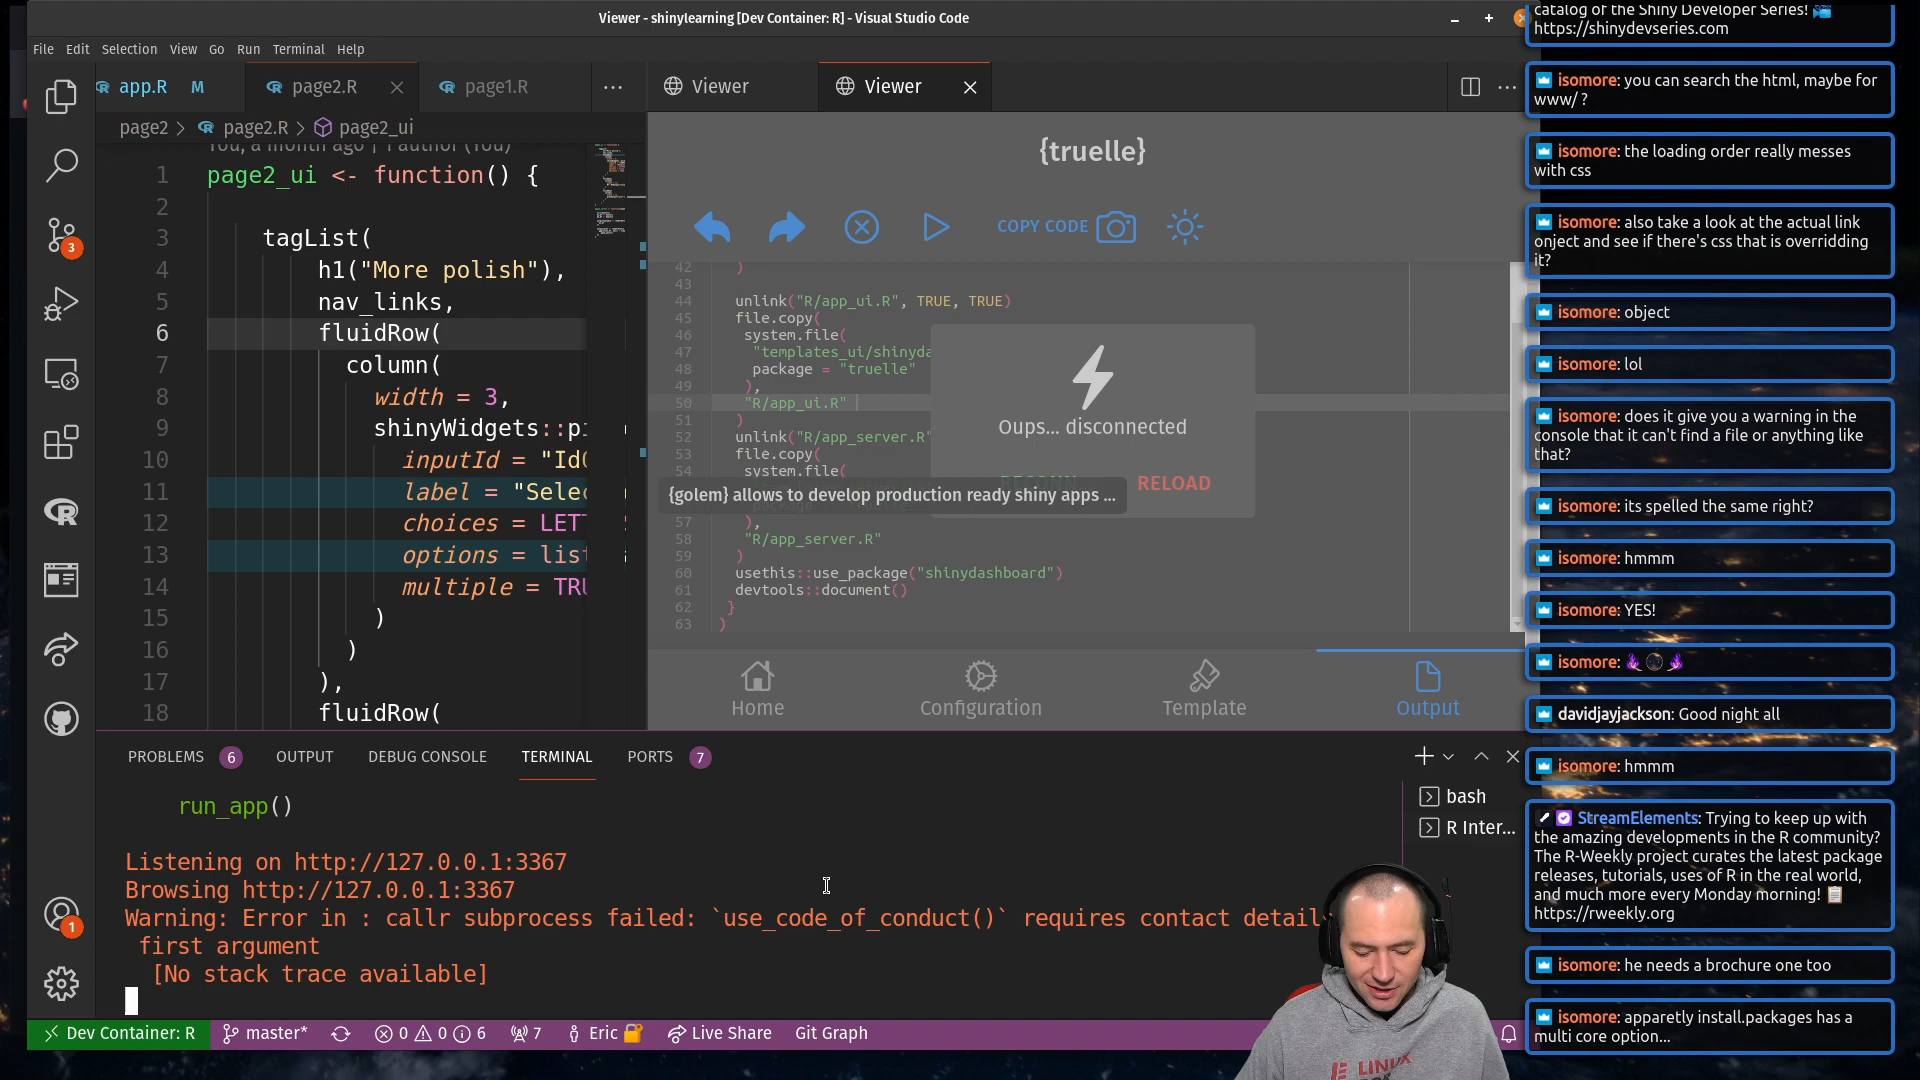 Viewer - shinylearning [Dev Container: R] - Visual Studio Code
File Edit Selection View Go Run Terminal Help
app.R M page2.R page1.R ...
page2 > page2.R > page2_ui
You, a month ago | 1 author (You)
1 page2_ui <- function() {
2
3 tagList(
4 h1("More polish"),
5 nav_links,
6 fluidRow(
7 column(
8 width = 3,
9 shinyWidgets::pi
10 inputId = "Id0
11 label = "Selec
12 choices = LETT
13 options = list
14 multiple = TRU
15 )
16 )
17 ),
18 fluidRow(
Viewer Viewer
{truelle}
COPY CODE
42 )
43
44 unlink("R/app_ui.R", TRUE, TRUE)
45 file.copy(
46 system.file(
47 "templates_ui/shinyda
48 package = "truelle"
49 ),
50 "R/app_ui.R"
51 )
52 unlink("R/app_server.R"
53 file.copy(
54 system.file(
57 ),
58 "R/app_server.R"
59 )
60 usethis::use_package("shinydashboard")
61 devtools::document()
62 }
63 )
Oups... disconnected
RELOAD
{golem} allows to develop production ready shiny apps ...
Home Configuration Template Output
PROBLEMS 6 OUTPUT DEBUG CONSOLE TERMINAL PORTS 7
run_app()
Listening on http://127.0.0.1:3367
Browsing http://127.0.0.1:3367
Warning: Error in : callr subprocess failed: `use_code_of_conduct()` requires contact detail
first argument
[No stack trace available]
bash
R Inter...
3
1
Dev Container: R master* 0 0 6 7 Eric Live Share Git Graph
catalog of the Shiny Developer Series!
https://shinydevseries.com
isomore: you can search the html, maybe for
www/ ?
isomore: the loading order really messes
with css
isomore: also take a look at the actual link
onject and see if there's css that is overridding
it?
isomore: object
isomore: lol
isomore: does it give you a warning in the
console that it can't find a file or anything like
that?
isomore: its spelled the same right?
isomore: hmmm
isomore: YES!
isomore:
davidjayjackson: Good night all
isomore: hmmm
StreamElements: Trying to keep up with
the amazing developments in the R community?
The R-Weekly project curates the latest package
releases, tutorials, uses of R in the real world,
and much more every Monday morning!
https://rweekly.org
isomore: he needs a brochure one too
isomore: apparetly install.packages has a
multi core option...
LINUX